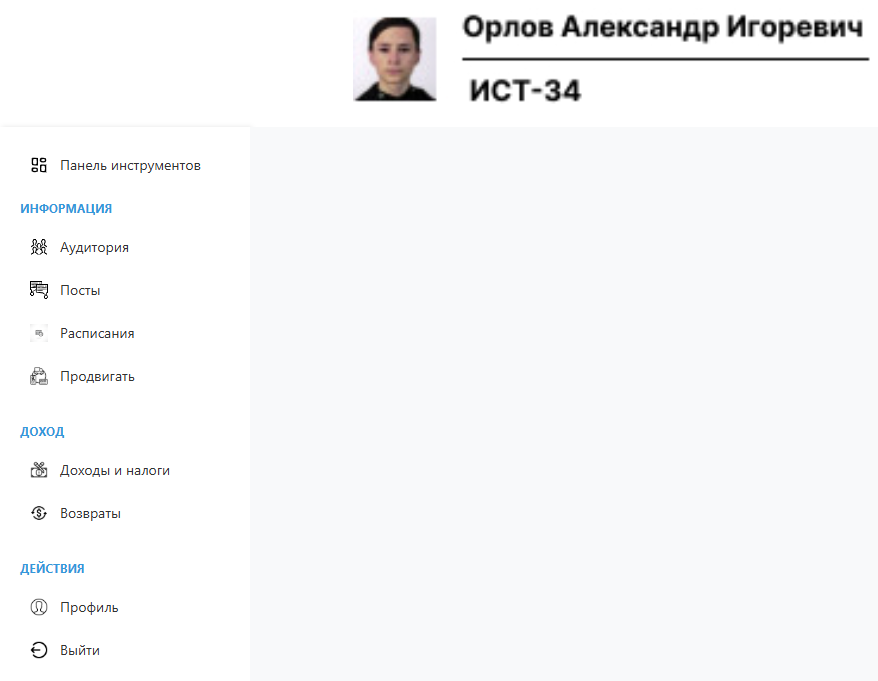 Орлов Александр Игоревич
ИСТ-34
Панель инструментов
ИНФОРМАЦИЯ
Аудитория
Посты
Расписания
Продвигать
ДОХОД
Доходы и налоги
Возвраты
ДЕЙСТВИЯ
Профиль
Выйти